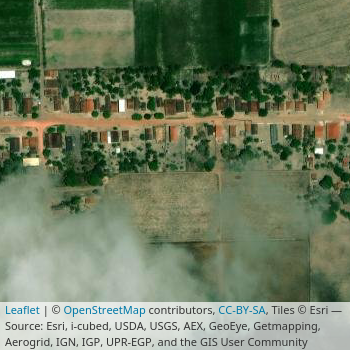 Leaflet | © OpenStreetMap contributors, CC-BY-SA, Tiles © Esri —
Source: Esri, i-cubed, USDA, USGS, AEX, GeoEye, Getmapping,
Aerogrid, IGN, IGP, UPR-EGP, and the GIS User Community